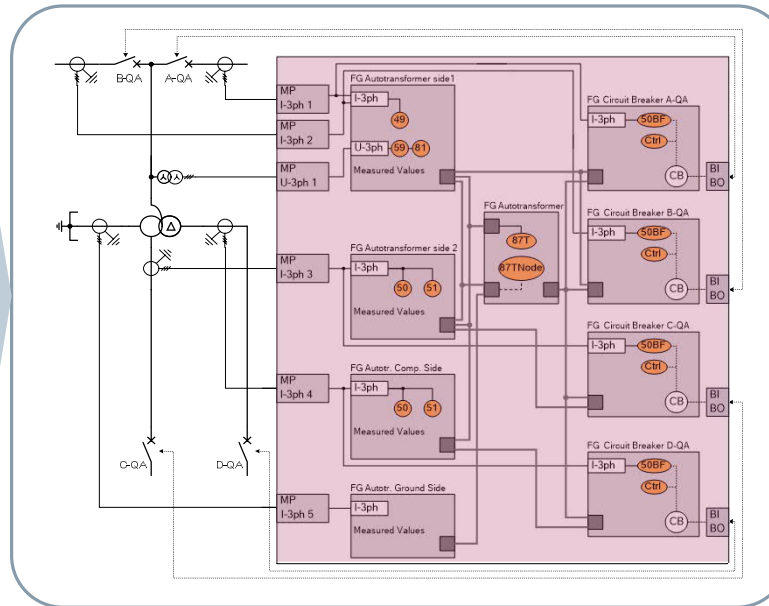 B-QA
A-QA
C-QA
D-QA
MP
I-3ph 1
MP
I-3ph 2
MP
U-3ph 1
MP
I-3ph 3
MP
I-3ph 4
MP
I-3ph 5
FG Autotransformer side1
I-3ph
49
U-3ph
59
81
Measured Values
FG Autotransformer side 2
I-3ph
50
51
Measured Values
FG Autotr. Comp. Side
I-3ph
50
51
Measured Values
FG Autotr. Ground Side
I-3ph
Measured Values
FG Autotransformer
87T
87TNode
FG Circuit Breaker A-QA
I-3ph
50BF
Ctrl
CB
BI
BO
FG Circuit Breaker B-QA
I-3ph
50BF
Ctrl
CB
BI
BO
FG Circuit Breaker C-QA
I-3ph
50BF
Ctrl
CB
BI
BO
FG Circuit Breaker D-QA
I-3ph
50BF
Ctrl
CB
BI
BO